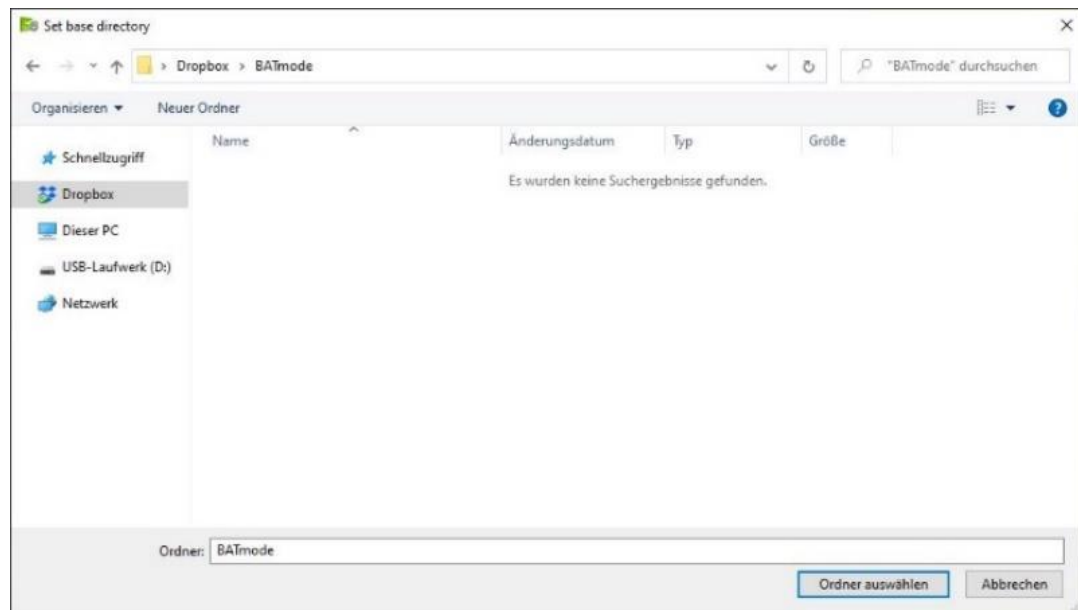 Set base directory
Dropbox > BATmode
"BATmode" durchsuchen
Organisieren
Neuer Ordner
Name
Änderungsdatum
Typ
Größe
Schnellzugriff
Es wurden keine Suchergebnisse gefunden.
Dropbox
Dieser PC
USB-Laufwerk (D:)
Netzwerk
Ordner: BATmode
Ordner auswählen
Abbrechen